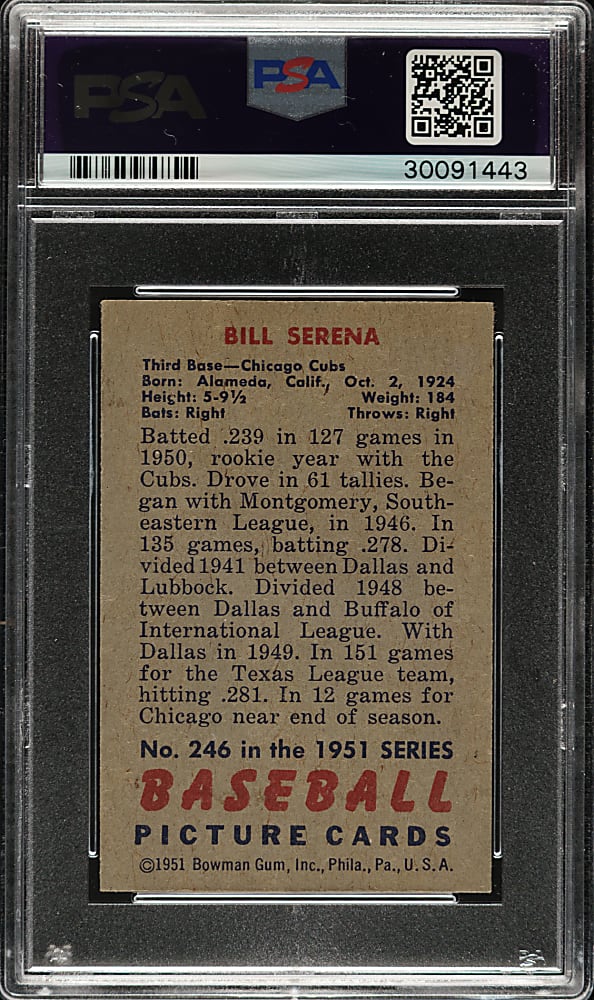 PSA
PSA
30091443
BILL SERENA
Third Base—Chicago Cubs
Born: Alameda, Calif., Oct. 2, 1924
Height: 5-9½ Weight: 184
Bats: Right Throws: Right
Batted .239 in 127 games in
1950, rookie year with the
Cubs. Drove in 61 tallies. Be-
gan with Montgomery, South-
eastern League, in 1946. In
135 games, batting .278. Di-
vided 1941 between Dallas and
Lubbock. Divided 1948 be-
tween Dallas and Buffalo of
International League. With
Dallas in 1949. In 151 games
for the Texas League team,
hitting .281. In 12 games for
Chicago near end of season.
No. 246 in the 1951 SERIES
BASEBALL
PICTURE CARDS
©1951 Bowman Gum, Inc., Phila., Pa., U.S.A.